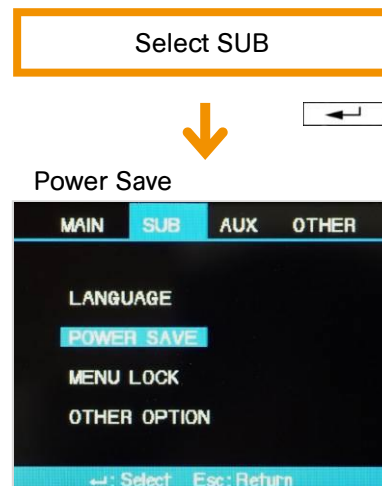 Select SUB
Power Save
MAIN SUB AUX OTHER
LANGUAGE
POWER SAVE
MENU LOCK
OTHER OPTION
↵: Select Esc: Return